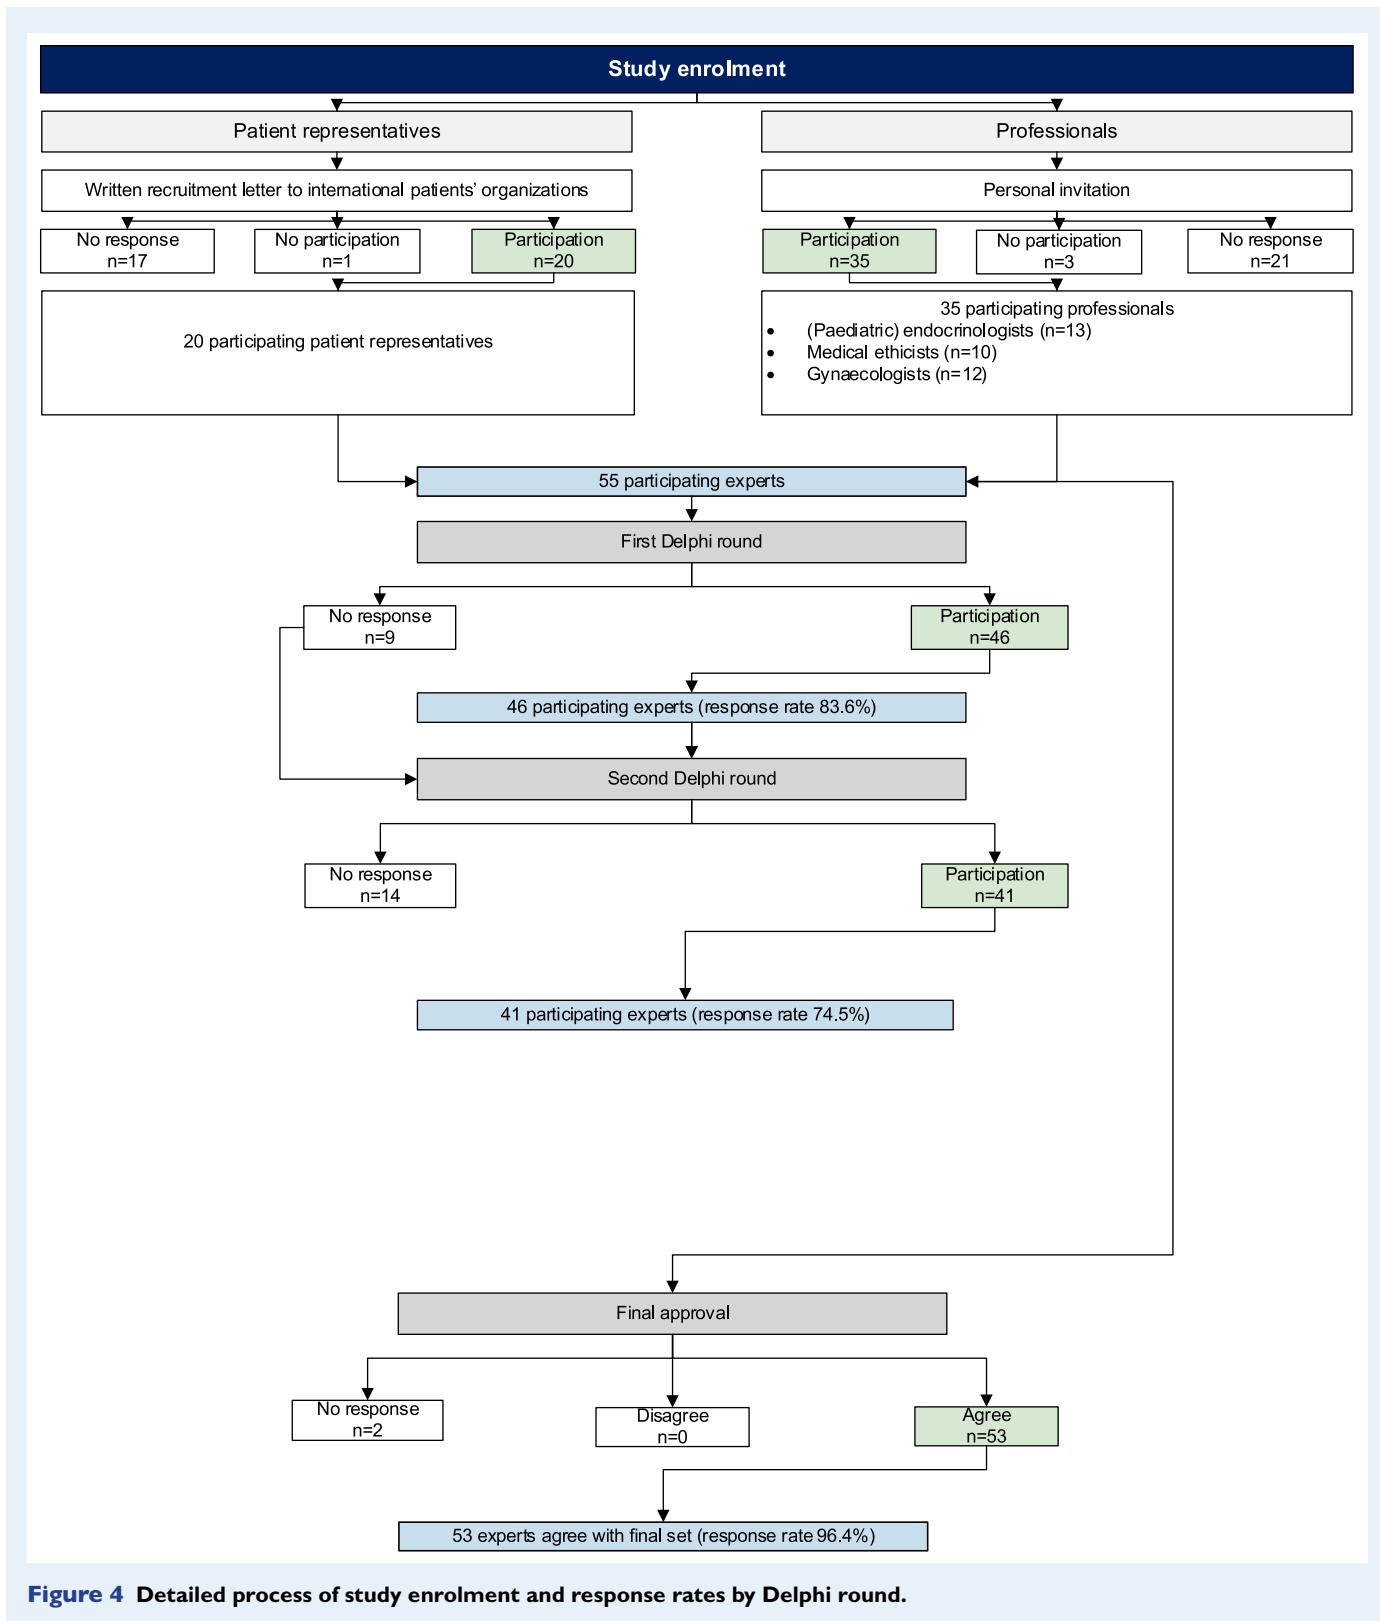 Study enrolment
Patient representatives
Professionals
Written recruitment letter to international patients’ organizations
Personal invitation
No response
n=17
No participation
n=1
Participation
n=20
Participation
n=35
No participation
n=3
No response
n=21
20 participating patient representatives
35 participating professionals
• (Paediatric) endocrinologists (n=13)
• Medical ethicists (n=10)
• Gynaecologists (n=12)
55 participating experts
First Delphi round
No response
n=9
Participation
n=46
46 participating experts (response rate 83.6%)
Second Delphi round
No response
n=14
Participation
n=41
41 participating experts (response rate 74.5%)
Final approval
No response
n=2
Disagree
n=0
Agree
n=53
53 experts agree with final set (response rate 96.4%)
Figure 4 Detailed process of study enrolment and response rates by Delphi round.